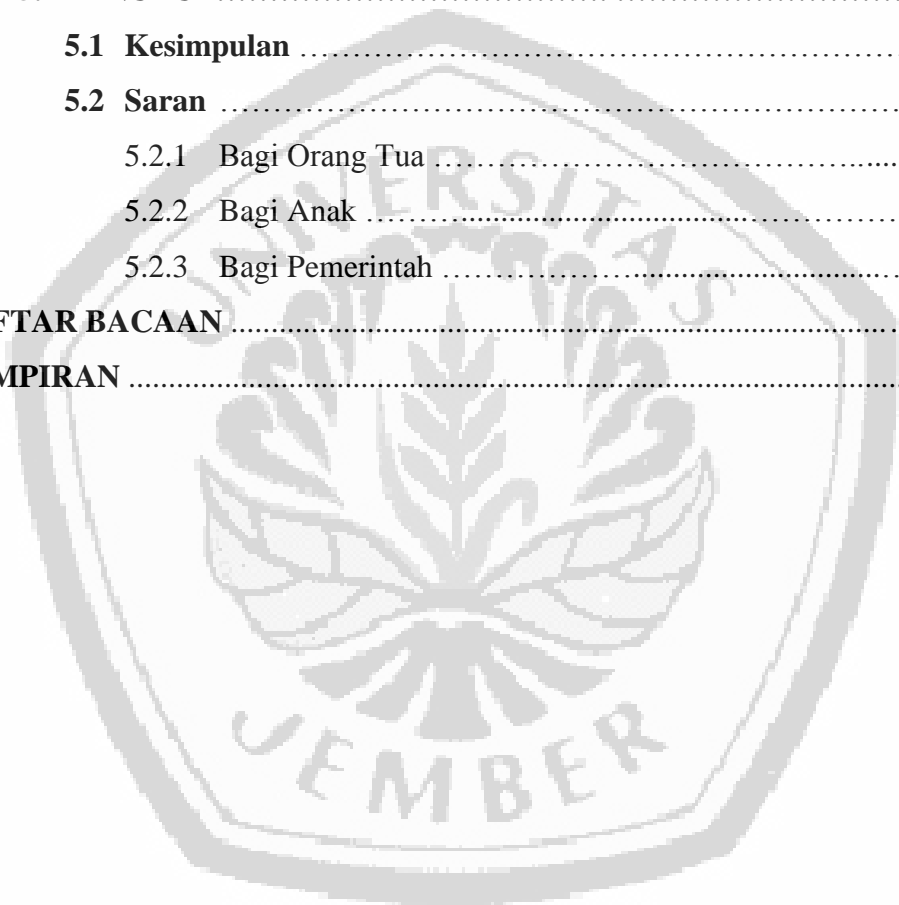 5.1 Kesimpulan ...................................................................
5.2 Saran ...................................................................
5.2.1 Bagi Orang Tua ...................................................................
5.2.2 Bagi Anak ...................................................................
5.2.3 Bagi Pemerintah ...................................................................
FTAR BACAAN ...................................................................
MPIRAN ...................................................................
UNIVERSITAS
JEMBER